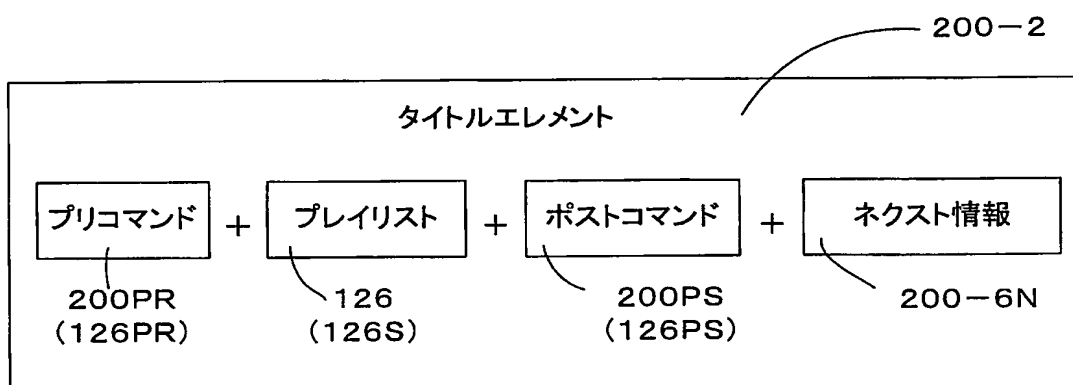 200-2
タイトルエレメント
プリコマンド + プレイリスト + ポストコマンド + ネクスト情報
200PR 126 200PS 200-6N
(126PR) (126S) (126PS)